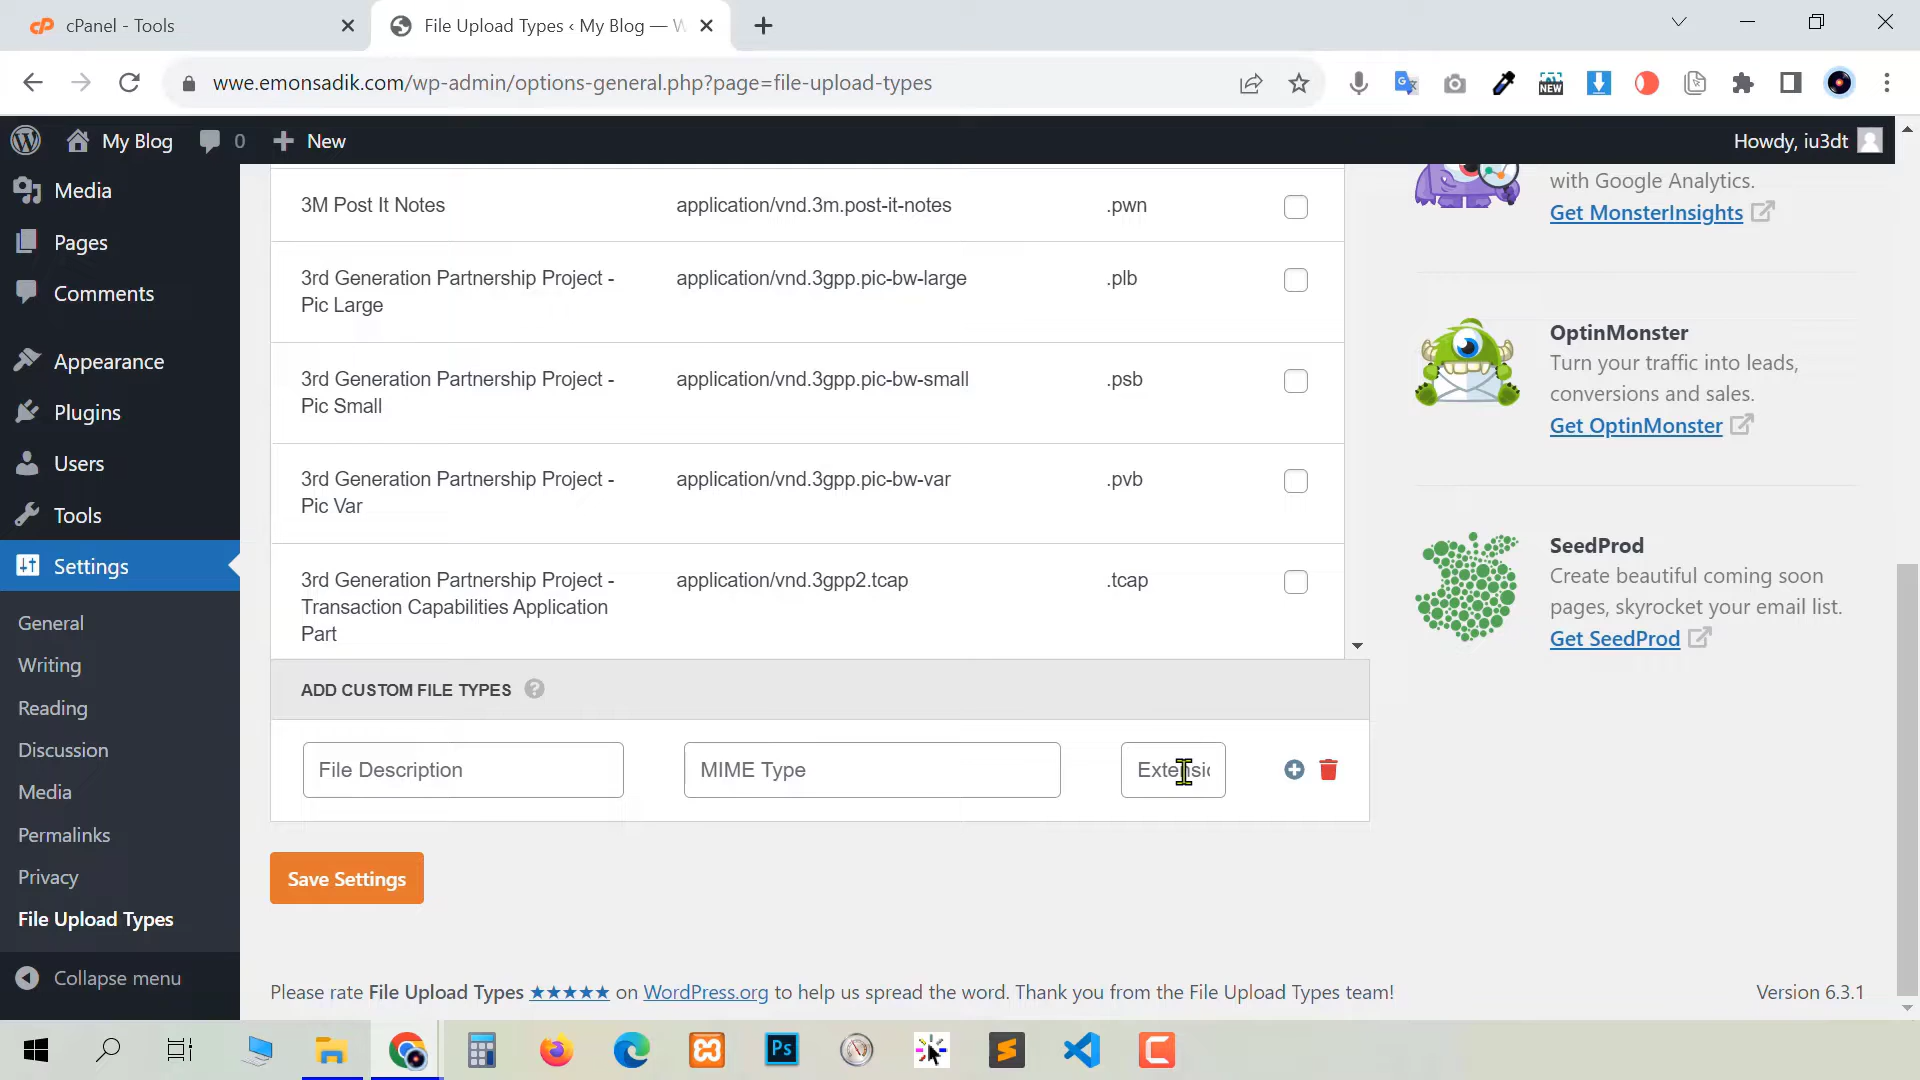 cPanel - Tools
File Upload Types ‹ My Blog —
wwe.emonsadik.com/wp-admin/options-general.php?page=file-upload-types
My Blog
0
New
Howdy, iu3dt
Media
Pages
Comments
Appearance
Plugins
Users
Tools
Settings
General
Writing
Reading
Discussion
Media
Permalinks
Privacy
File Upload Types
Collapse menu
3M Post It Notes
application/vnd.3m.post-it-notes
.pwn
3rd Generation Partnership Project -
Pic Large
application/vnd.3gpp.pic-bw-large
.plb
3rd Generation Partnership Project -
Pic Small
application/vnd.3gpp.pic-bw-small
.psb
3rd Generation Partnership Project -
Pic Var
application/vnd.3gpp.pic-bw-var
.pvb
3rd Generation Partnership Project -
Transaction Capabilities Application
Part
application/vnd.3gpp2.tcap
.tcap
ADD CUSTOM FILE TYPES ?
File Description
MIME Type
Extensic
Save Settings
with Google Analytics.
Get MonsterInsights
OptinMonster
Turn your traffic into leads,
conversions and sales.
Get OptinMonster
SeedProd
Create beautiful coming soon
pages, skyrocket your email list.
Get SeedProd
Please rate File Upload Types ★★★★★ on WordPress.org to help us spread the word. Thank you from the File Upload Types team!
Version 6.3.1
NEW
Ps